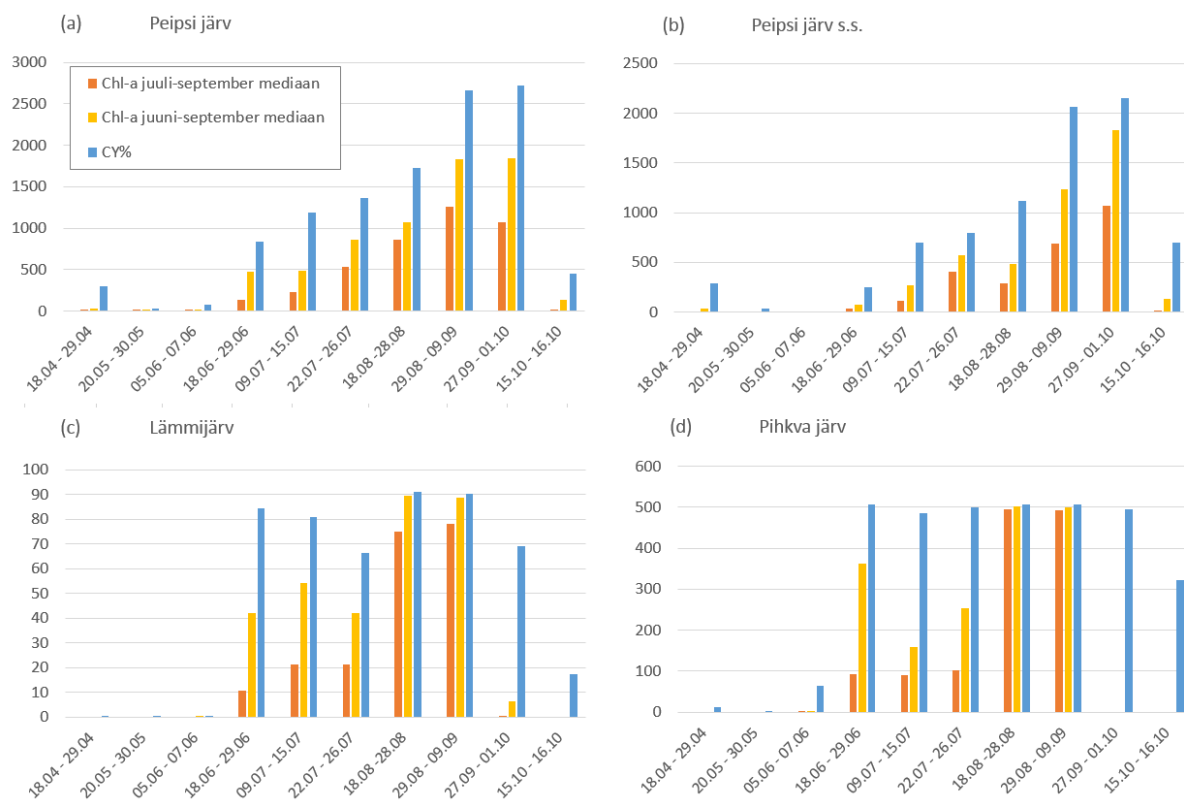 (a) Peipsi järv
3000
2500
2000
1500
1000
500
0
Chl-a juuli-september mediaan
Chl-a juuni-september mediaan
CY%
18.04 - 29.04
20.05 - 30.05
05.06 - 07.06
18.06 - 29.06
09.07 - 15.07
22.07 - 26.07
18.08 -28.08
29.08 - 09.09
27.09 - 01.10
15.10 - 16.10
(b) Peipsi järv s.s.
2500
2000
1500
1000
500
0
18.04 - 29.04
20.05 - 30.05
05.06 - 07.06
18.06 - 29.06
09.07 - 15.07
22.07 - 26.07
18.08 -28.08
29.08 - 09.09
27.09 - 01.10
15.10 - 16.10
(c) Lämmijärv
100
90
80
70
60
50
40
30
20
10
0
18.04 - 29.04
20.05 - 30.05
05.06 - 07.06
18.06 - 29.06
09.07 - 15.07
22.07 - 26.07
18.08 -28.08
29.08 - 09.09
27.09 - 01.10
15.10 - 16.10
(d) Pihkva järv
600
500
400
300
200
100
0
18.04 - 29.04
20.05 - 30.05
05.06 - 07.06
18.06 - 29.06
09.07 - 15.07
22.07 - 26.07
18.08 -28.08
29.08 - 09.09
27.09 - 01.10
15.10 - 16.10